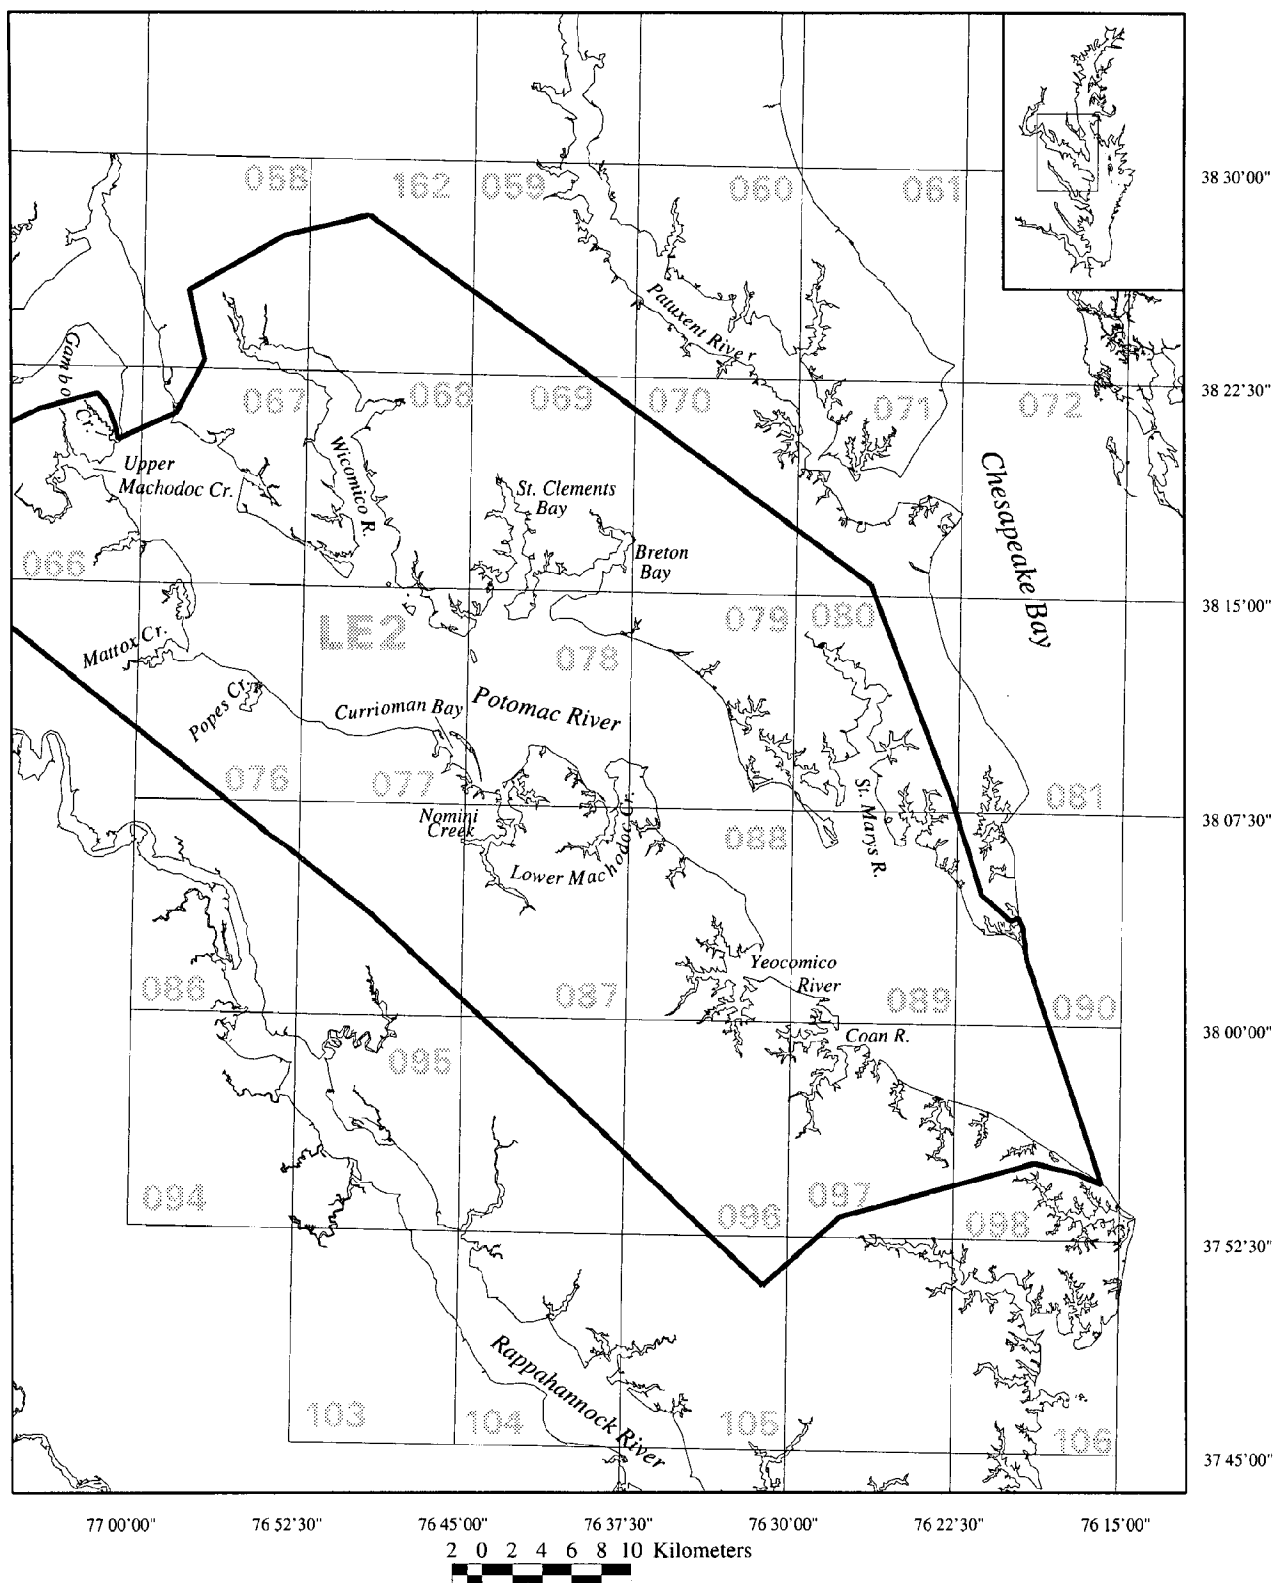 058
162
059
060
061
38 30'00"
Patuxent River
Gambo Cr.
067
068
069
070
071
072
38 22'30"
Upper
Machodoc Cr.
Wicomico R.
St. Clements
Bay
Breton
Bay
Chesapeake Bay
066
079
080
38 15'00"
LE2
Mattox Cr.
078
Popes Cr.
Currioman Bay
Potomac River
076
077
081
Nomini
Creek
St. Marys R.
38 07'30"
088
Lower Machodoc Cr.
Yeocomico
River
086
087
089
090
Coan R.
38 00'00"
095
094
096
097
098
37 52'30"
Rappahannock River
103
104
105
106
37 45'00"
77 00'00"
76 52'30"
76 45'00"
76 37'30"
76 30'00"
76 22'30"
76 15'00"
2 0 2 4 6 8 10 Kilometers